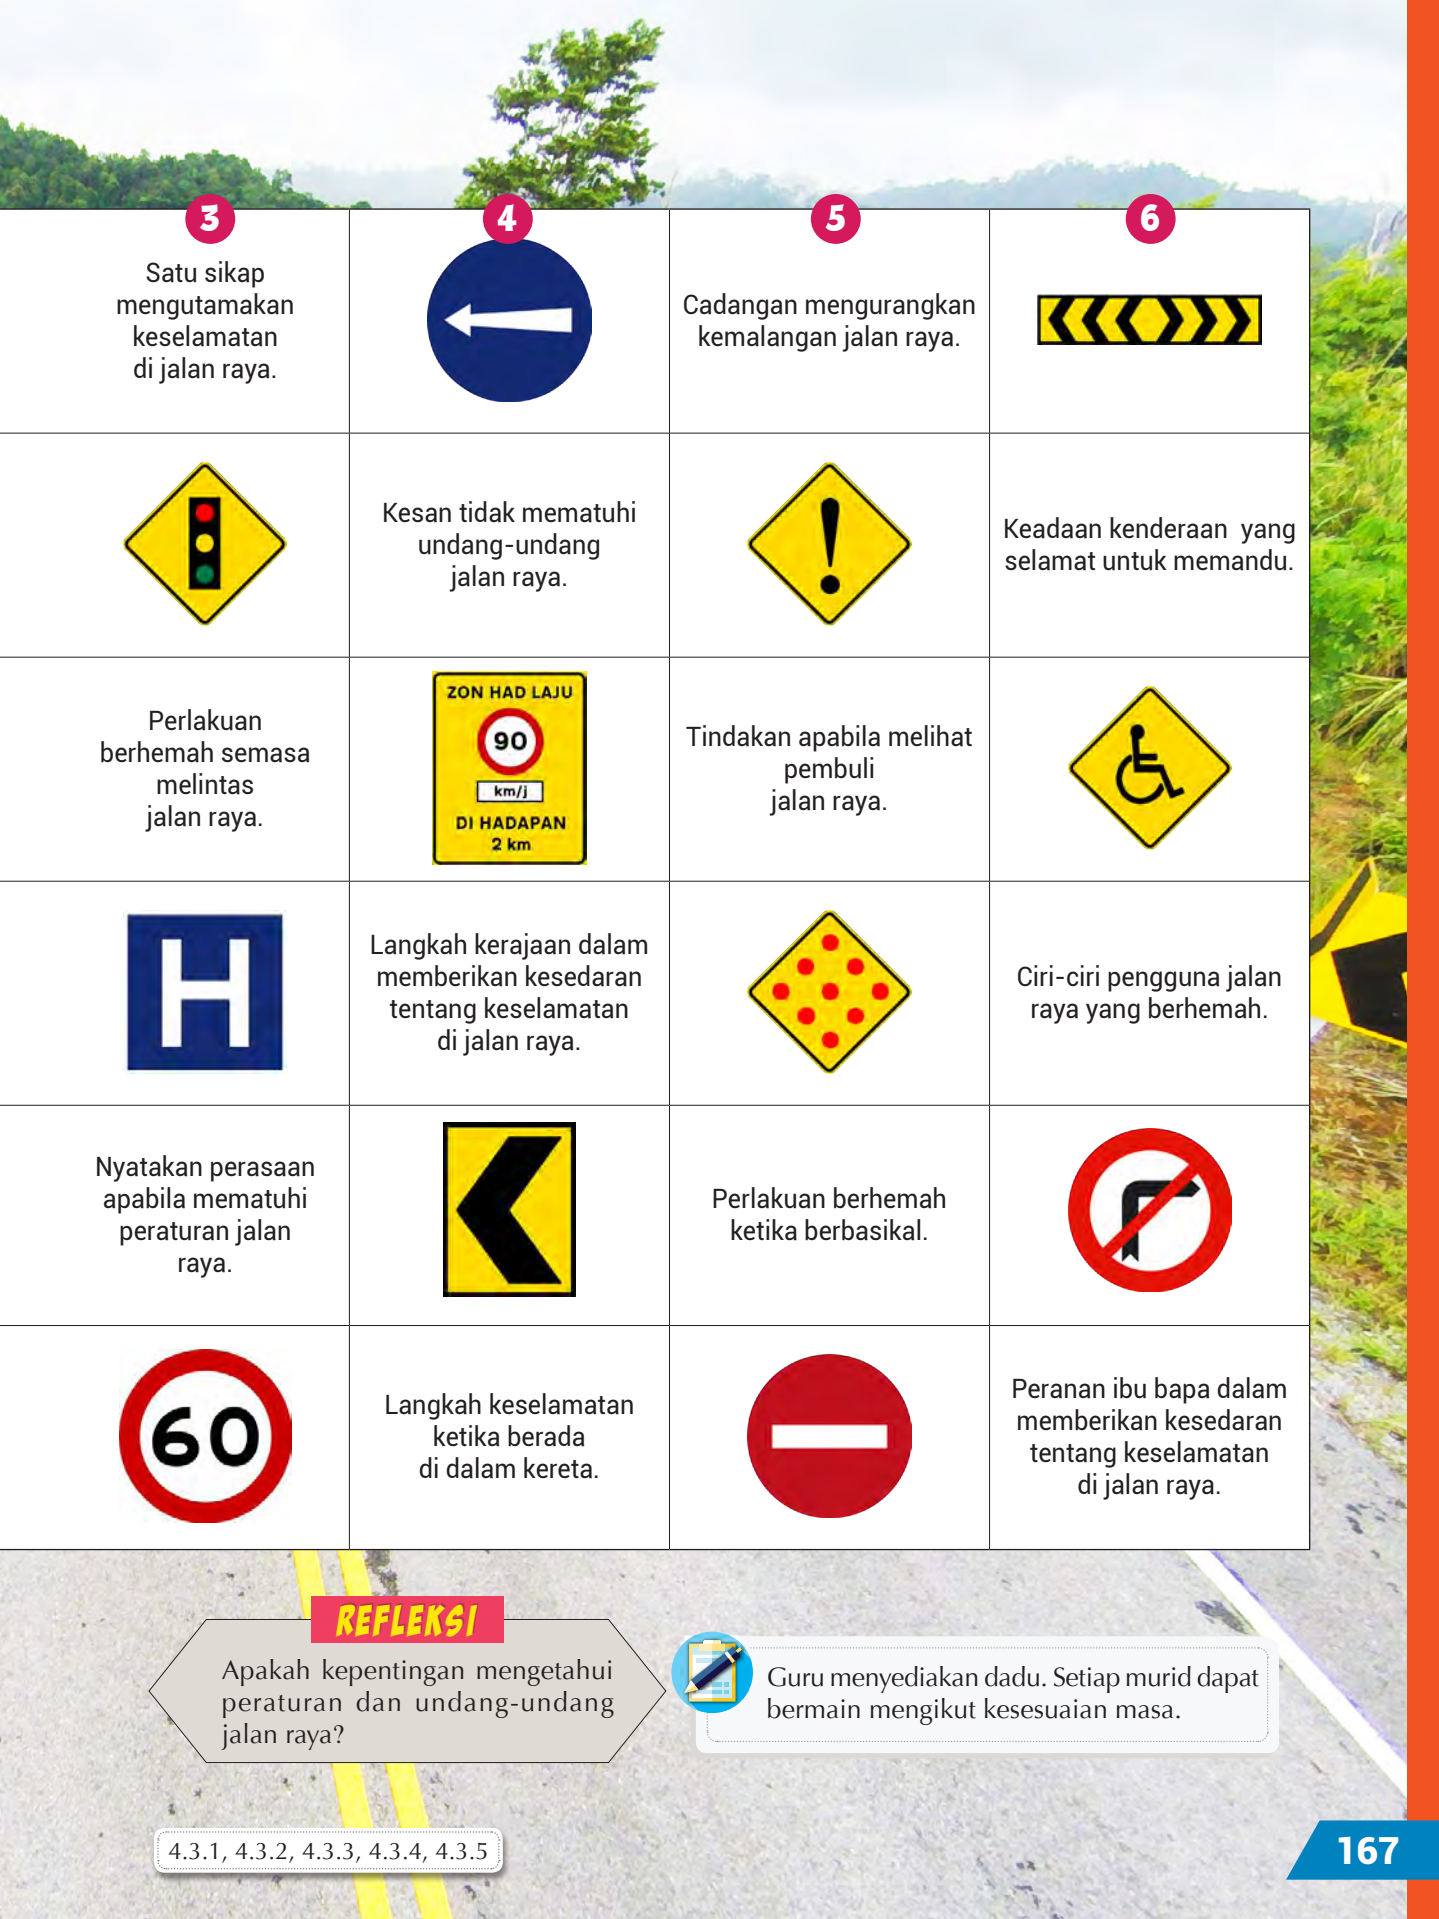 3
4
5
6
Satu sikap
mengutamakan
keselamatan
di jalan raya.
Cadangan mengurangkan
kemalangan jalan raya.
Kesan tidak mematuhi
undang-undang
jalan raya.
Keadaan kenderaan yang
selamat untuk memandu.
Perlakuan
berhemah semasa
melintas
jalan raya.
ZON HAD LAJU
90
km/j
DI HADAPAN
2 km
Tindakan apabila melihat
pembuli
jalan raya.
H
Langkah kerajaan dalam
memberikan kesedaran
tentang keselamatan
di jalan raya.
Ciri-ciri pengguna jalan
raya yang berhemah.
Nyatakan perasaan
apabila mematuhi
peraturan jalan
raya.
Perlakuan berhemah
ketika berbasikal.
60
Langkah keselamatan
ketika berada
di dalam kereta.
Peranan ibu bapa dalam
memberikan kesedaran
tentang keselamatan
di jalan raya.
REFLEKSI
Apakah kepentingan mengetahui
peraturan dan undang-undang
jalan raya?
Guru menyediakan dadu. Setiap murid dapat
bermain mengikut kesesuaian masa.
4.3.1, 4.3.2, 4.3.3, 4.3.4, 4.3.5
167